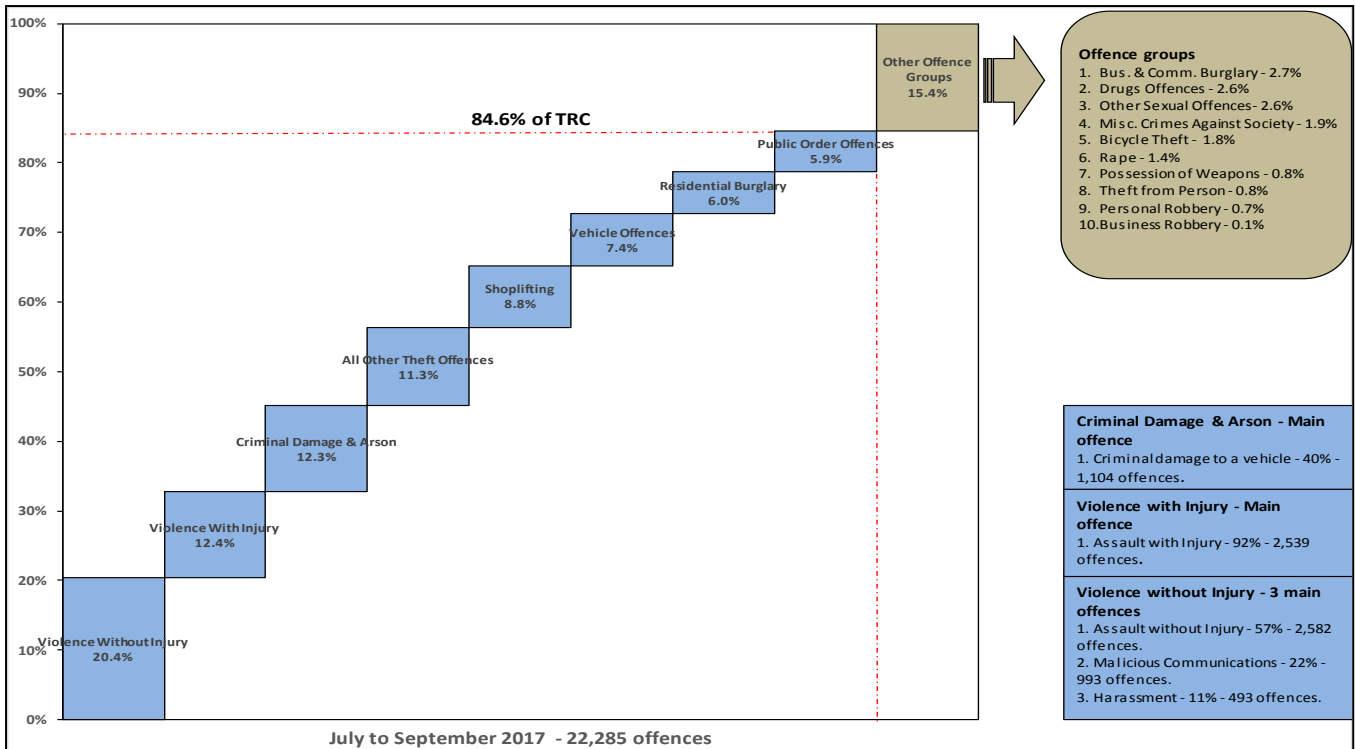 100%
90%
80%
70%
60%
50%
40%
30%
20%
10%
0%
84.6% of TRC
Violence Without Injury
20.4%
Violence With Injury
12.4%
Criminal Damage & Arson
12.3%
All Other Theft Offences
11.3%
Shoplifting
8.8%
Vehicle Offences
7.4%
Residential Burglary
6.0%
Public Order Offences
5.9%
Other Offence
Groups
15.4%
July to September 2017 - 22,285 offences
Offence groups
1. Bus. & Comm. Burglary - 2.7%
2. Drugs Offences - 2.6%
3. Other Sexual Offences - 2.6%
4. Misc. Crimes Against Society - 1.9%
5. Bicycle Theft - 1.8%
6. Rape - 1.4%
7. Possession of Weapons - 0.8%
8. Theft from Person - 0.8%
9. Personal Robbery - 0.7%
10.Business Robbery - 0.1%
Criminal Damage & Arson - Main
offence
1. Criminal damage to a vehicle - 40% -
1,104 offences.
Violence with Injury - Main
offence
1. Assault with Injury - 92% - 2,539
offences.
Violence without Injury - 3 main
offences
1. Assault without Injury - 57% - 2,582
offences.
2. Malicious Communications - 22% -
993 offences.
3. Harassment - 11% - 493 offences.